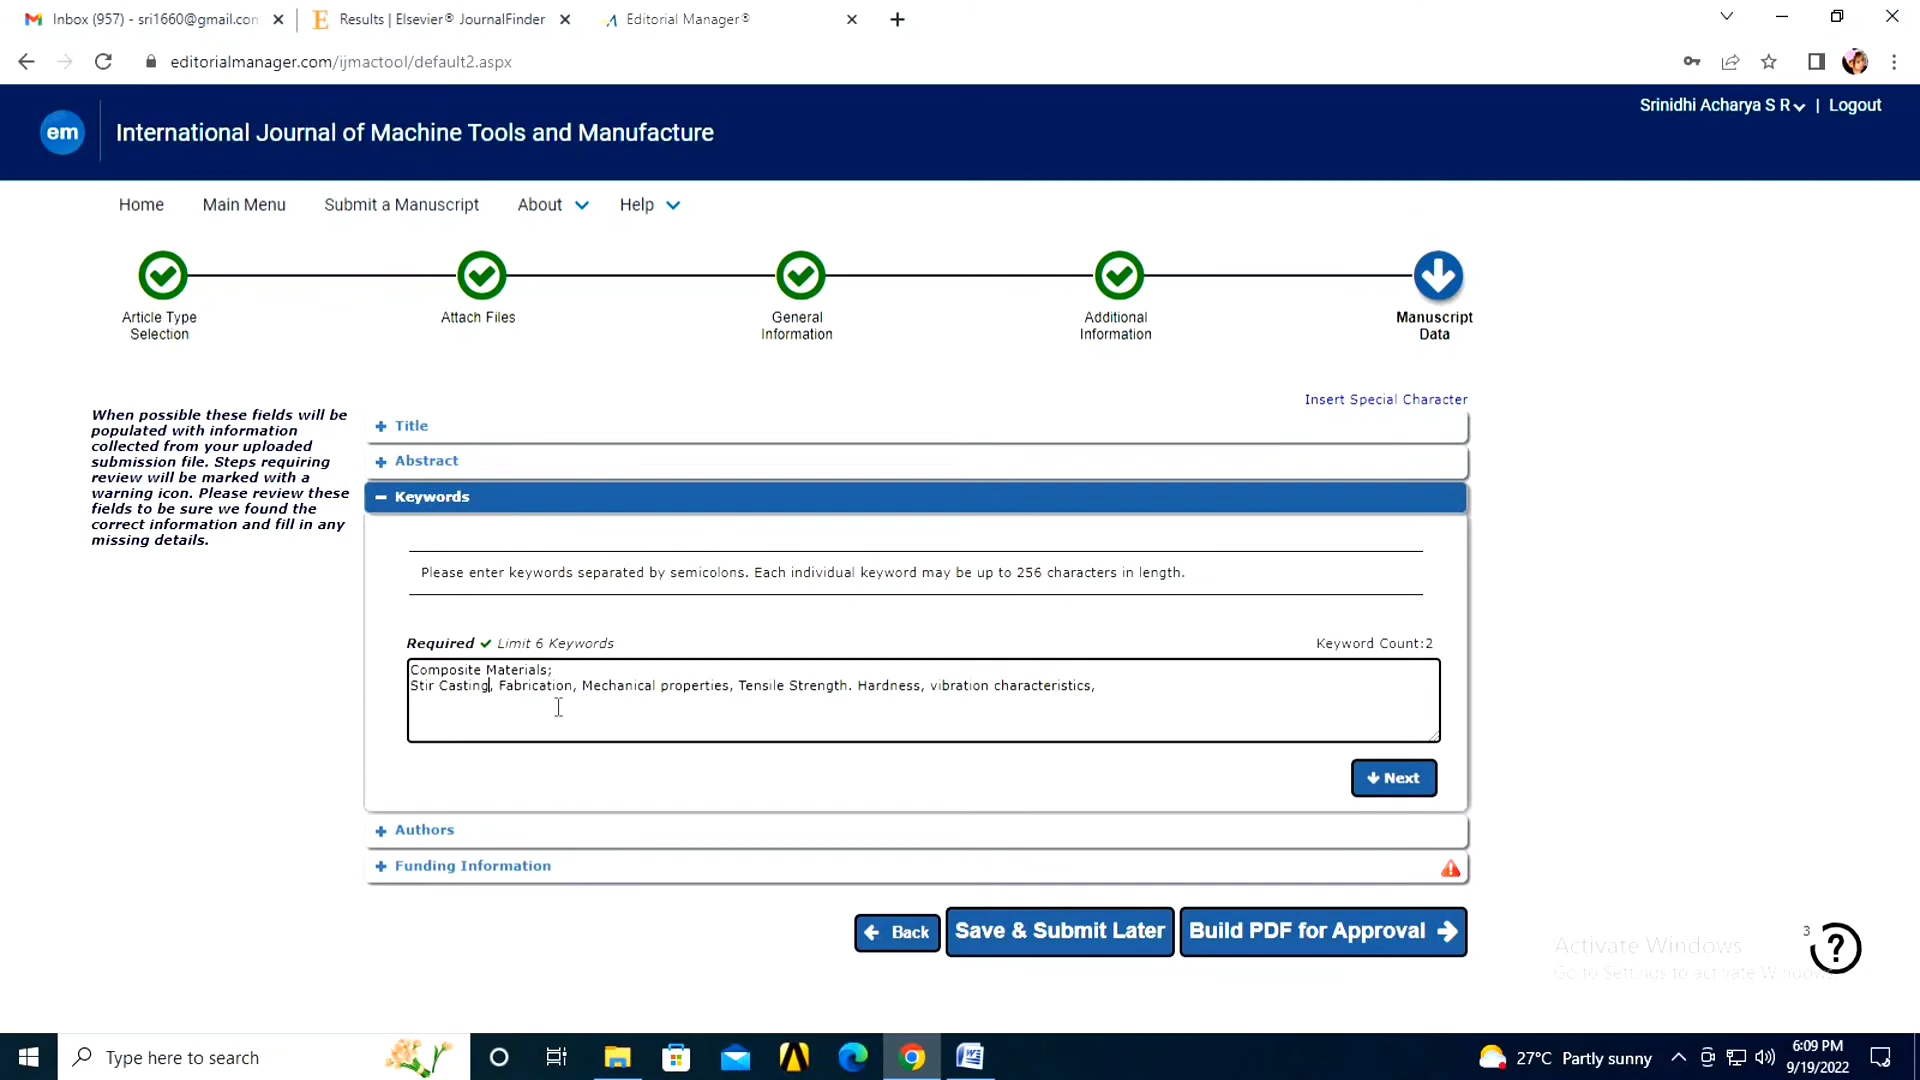 Inbox (957) - sri1660@gmail.con
Results | Elsevier® JournalFinder
Editorial Manager®
editorialmanager.com/ijmactool/default2.aspx
Srinidhi Acharya S R | Logout
em
International Journal of Machine Tools and Manufacture
Home
Main Menu
Submit a Manuscript
About
Help
Article Type
Selection
Attach Files
General
Information
Additional
Information
Manuscript
Data
Insert Special Character
When possible these fields will be
populated with information
collected from your uploaded
submission file. Steps requiring
review will be marked with a
warning icon. Please review these
fields to be sure we found the
correct information and fill in any
missing details.
+ Title
+ Abstract
− Keywords
Please enter keywords separated by semicolons. Each individual keyword may be up to 256 characters in length.
Required Limit 6 Keywords
Keyword Count:2
Composite Materials;
Stir Casting, Fabrication, Mechanical properties, Tensile Strength. Hardness, vibration characteristics,
Next
+ Authors
+ Funding Information
Back
Save & Submit Later
Build PDF for Approval
3
?
Activate Windows
Go to Settings to activate Windows.
Type here to search
27°C Partly sunny
6:09 PM
9/19/2022